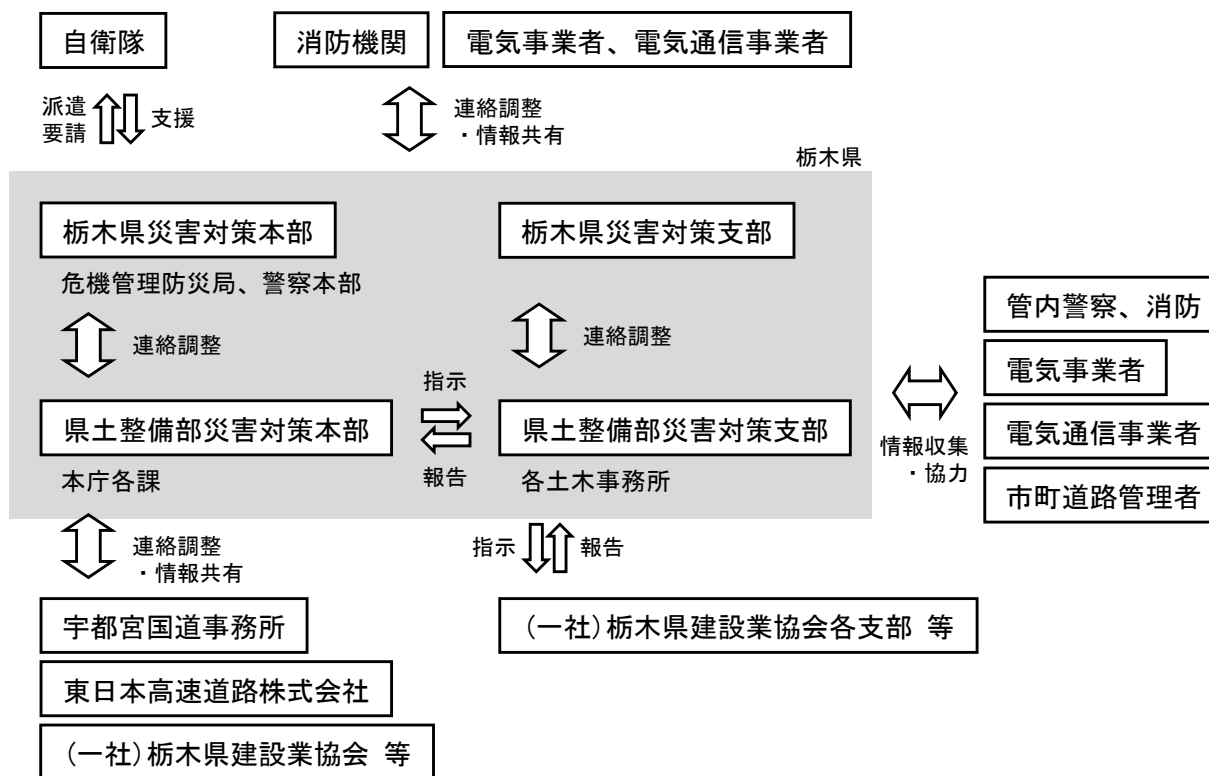 自衛隊
消防機関
電気事業者、電気通信事業者
派遣
要請
支援
連絡調整
・情報共有
栃木県
栃木県災害対策本部
栃木県災害対策支部
危機管理防災局、警察本部
連絡調整
連絡調整
指示
県土整備部災害対策本部
県土整備部災害対策支部
報告
本庁各課
各土木事務所
管内警察、消防
電気事業者
電気通信事業者
市町道路管理者
情報収集
・協力
連絡調整
・情報共有
指示
報告
宇都宮国道事務所
(一社)栃木県建設業協会各支部 等
東日本高速道路株式会社
(一社)栃木県建設業協会 等